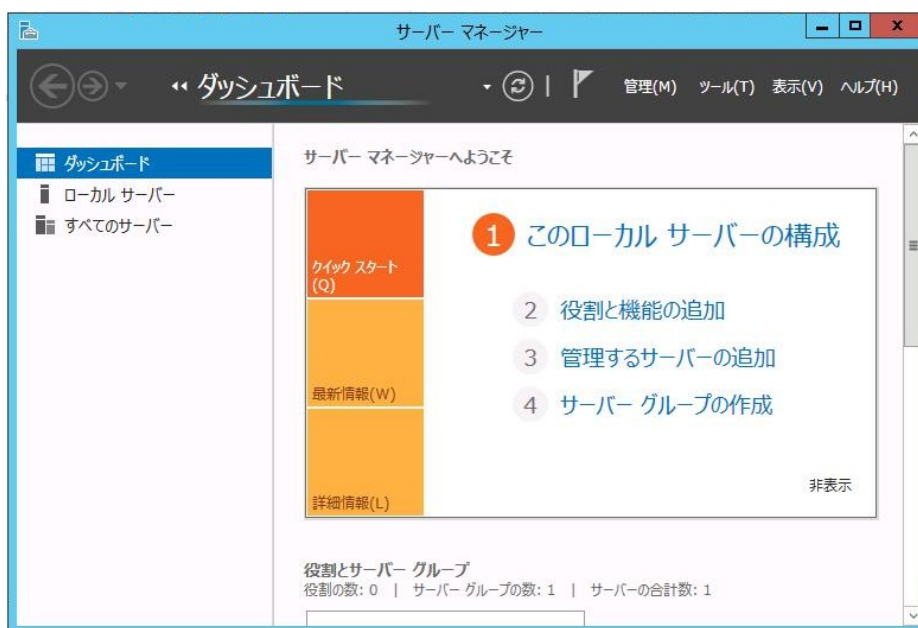 サーバー マネージャー
ダッシュボード
管理(M) ツール(T) 表示(V) ヘルプ(H)
ダッシュボード
ローカル サーバー
すべてのサーバー
サーバー マネージャーへようこそ
クイック スタート
(Q)
最新情報(W)
詳細情報(L)
1 このローカル サーバーの構成
2 役割と機能の追加
3 管理するサーバーの追加
4 サーバー グループの作成
非表示
役割とサーバー グループ
役割の数: 0 | サーバー グループの数: 1 | サーバーの合計数: 1